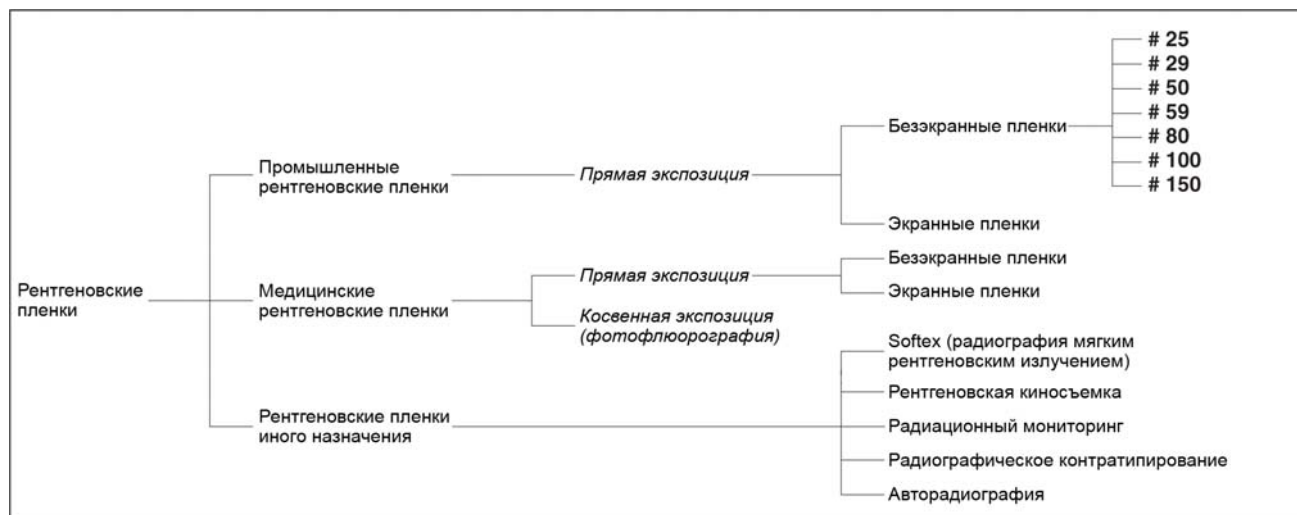 Рентгеновские
пленки
Промышленные
рентгеновские пленки
Прямая экспозиция
Безэкранные пленки
# 25
# 29
# 50
# 59
# 80
# 100
# 150
Экранные пленки
Медицинские
рентгеновские пленки
Прямая экспозиция
Безэкранные пленки
Экранные пленки
Косвенная экспозиция
(фотофлюорография)
Рентгеновские пленки
иного назначения
Softex (радиография мягким
рентгеновским излучением)
Рентгеновская киносъемка
Радиационный мониторинг
Радиографическое контратипирование
Авторадиография